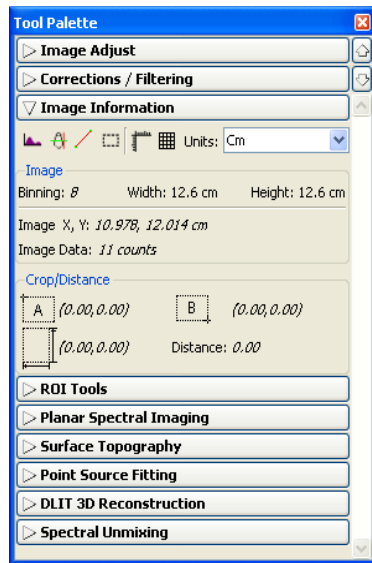 Tool Palette
Image Adjust
Corrections / Filtering
Image Information
Units: Cm
Image
Binning: 8 Width: 12.6 cm Height: 12.6 cm
Image X, Y: 10.978, 12.014 cm
Image Data: 11 counts
Crop/Distance
A (0.00,0.00) B (0.00,0.00)
(0.00,0.00) Distance: 0.00
ROI Tools
Planar Spectral Imaging
Surface Topography
Point Source Fitting
DLIT 3D Reconstruction
Spectral Unmixing